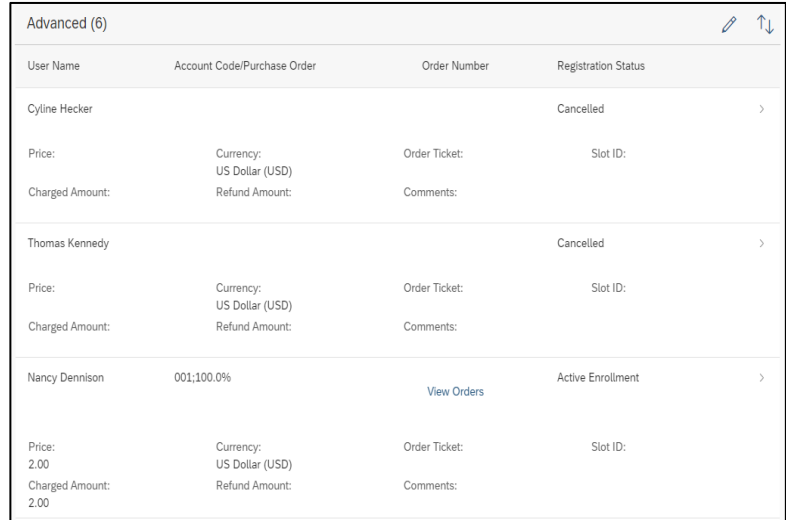 Advanced (6)
User Name Account Code/Purchase Order Order Number Registration Status
Cyline Hecker Cancelled
Price: Currency: Order Ticket: Slot ID:
US Dollar (USD)
Charged Amount: Refund Amount: Comments:
Thomas Kennedy Cancelled
Price: Currency: Order Ticket: Slot ID:
US Dollar (USD)
Charged Amount: Refund Amount: Comments:
Nancy Dennison 001;100.0% Active Enrollment
View Orders
Price: Currency: Order Ticket: Slot ID:
2.00 US Dollar (USD)
Charged Amount: Refund Amount: Comments:
2.00